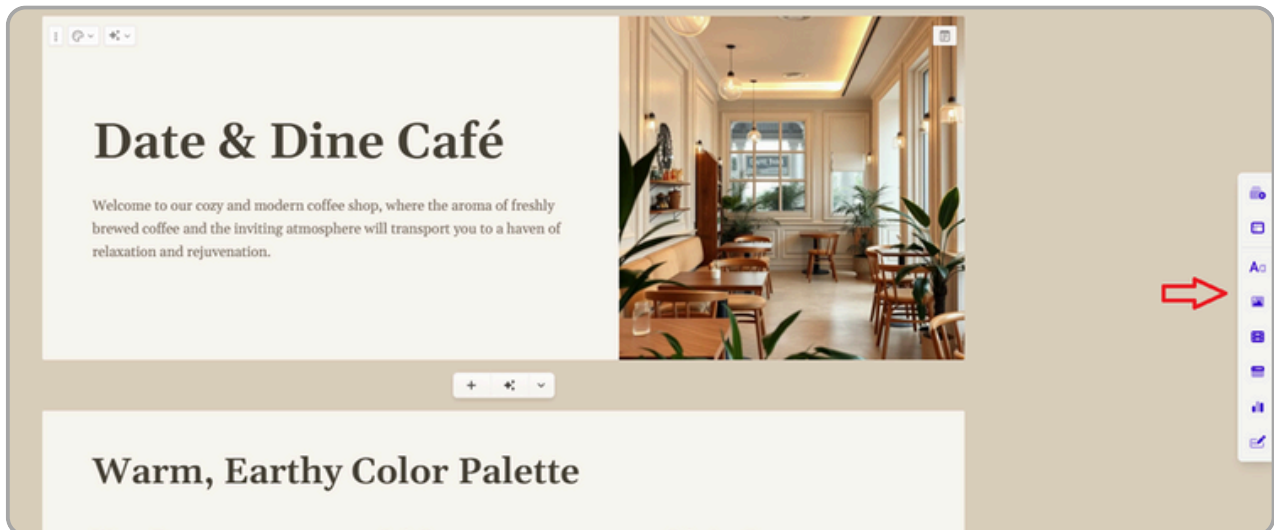 Date & Dine Café
Welcome to our cozy and modern coffee shop, where the aroma of freshly
brewed coffee and the inviting atmosphere will transport you to a haven of
relaxation and rejuvenation.
Aa
Warm, Earthy Color Palette